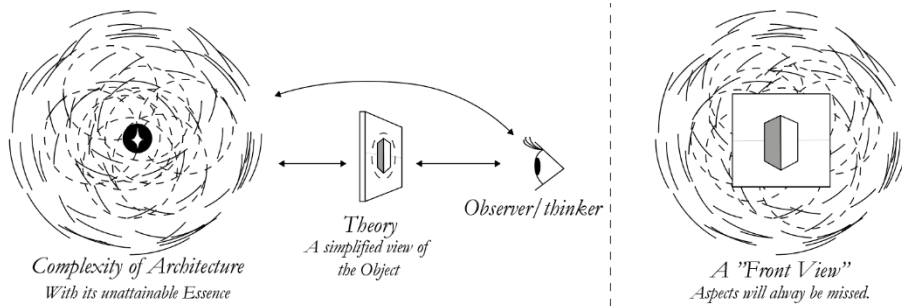 Complexity of Architecture
With its unattainable Essence
Theory
A simplified view of
the Object
Observer/thinker
A "Front View"
Aspects will alway be missed.